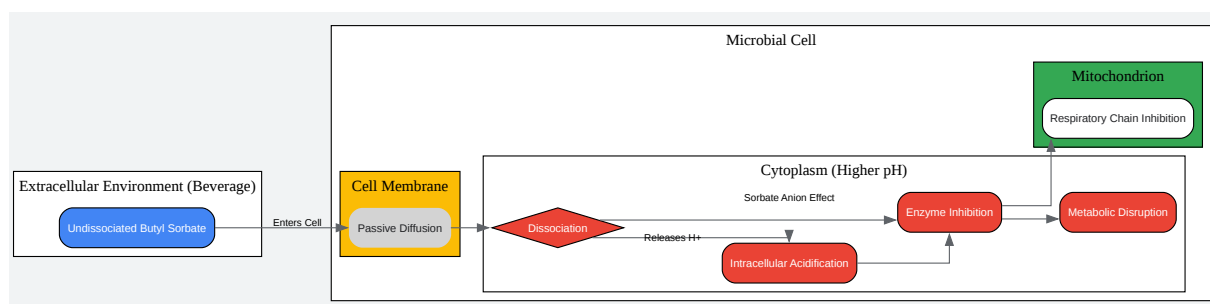 Microbial Cell
Mitochondrion
Respiratory Chain Inhibition
Cytoplasm (Higher pH)
Extracellular Environment (Beverage)
Cell Membrane
Sorbate Anion Effect
Undissociated Butyl Sorbate
Enters Cell
Passive Diffusion
Dissociation
Releases H+
Enzyme Inhibition
Metabolic Disruption
Intracellular Acidification